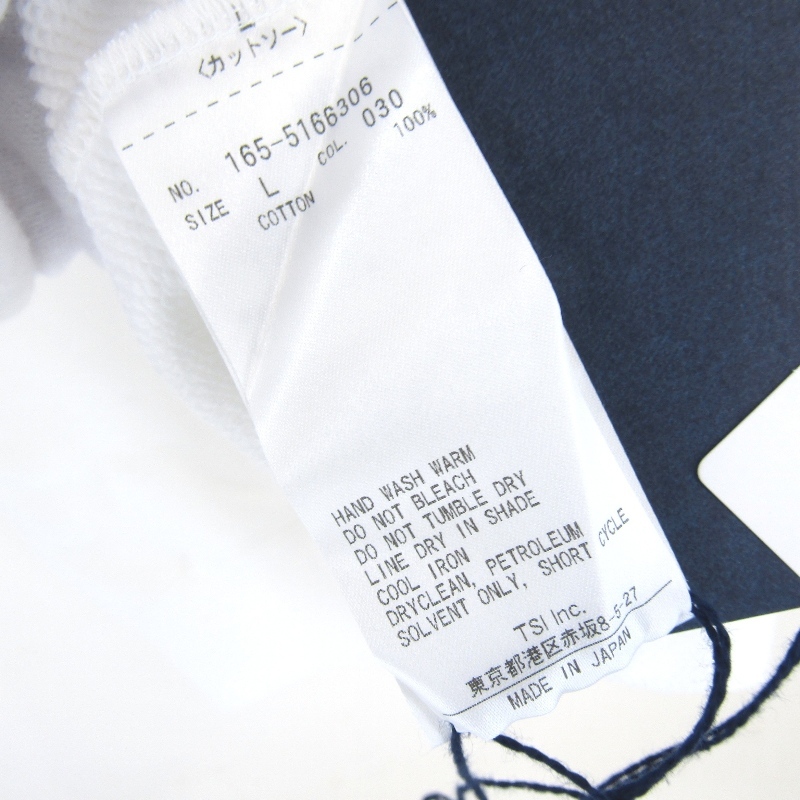 L
〈カットソー〉
NO. 165-5166306
SIZE L COL. 030
COTTON 100%
HAND WASH WARM
DO NOT BLEACH
DO NOT TUMBLE DRY
LINE DRY IN SHADE
COOL IRON
DRYCLEAN, PETROLEUM
SOLVENT ONLY, SHORT CYCLE
TSI Inc.
東京都港区赤坂8-5-27
MADE IN JAPAN